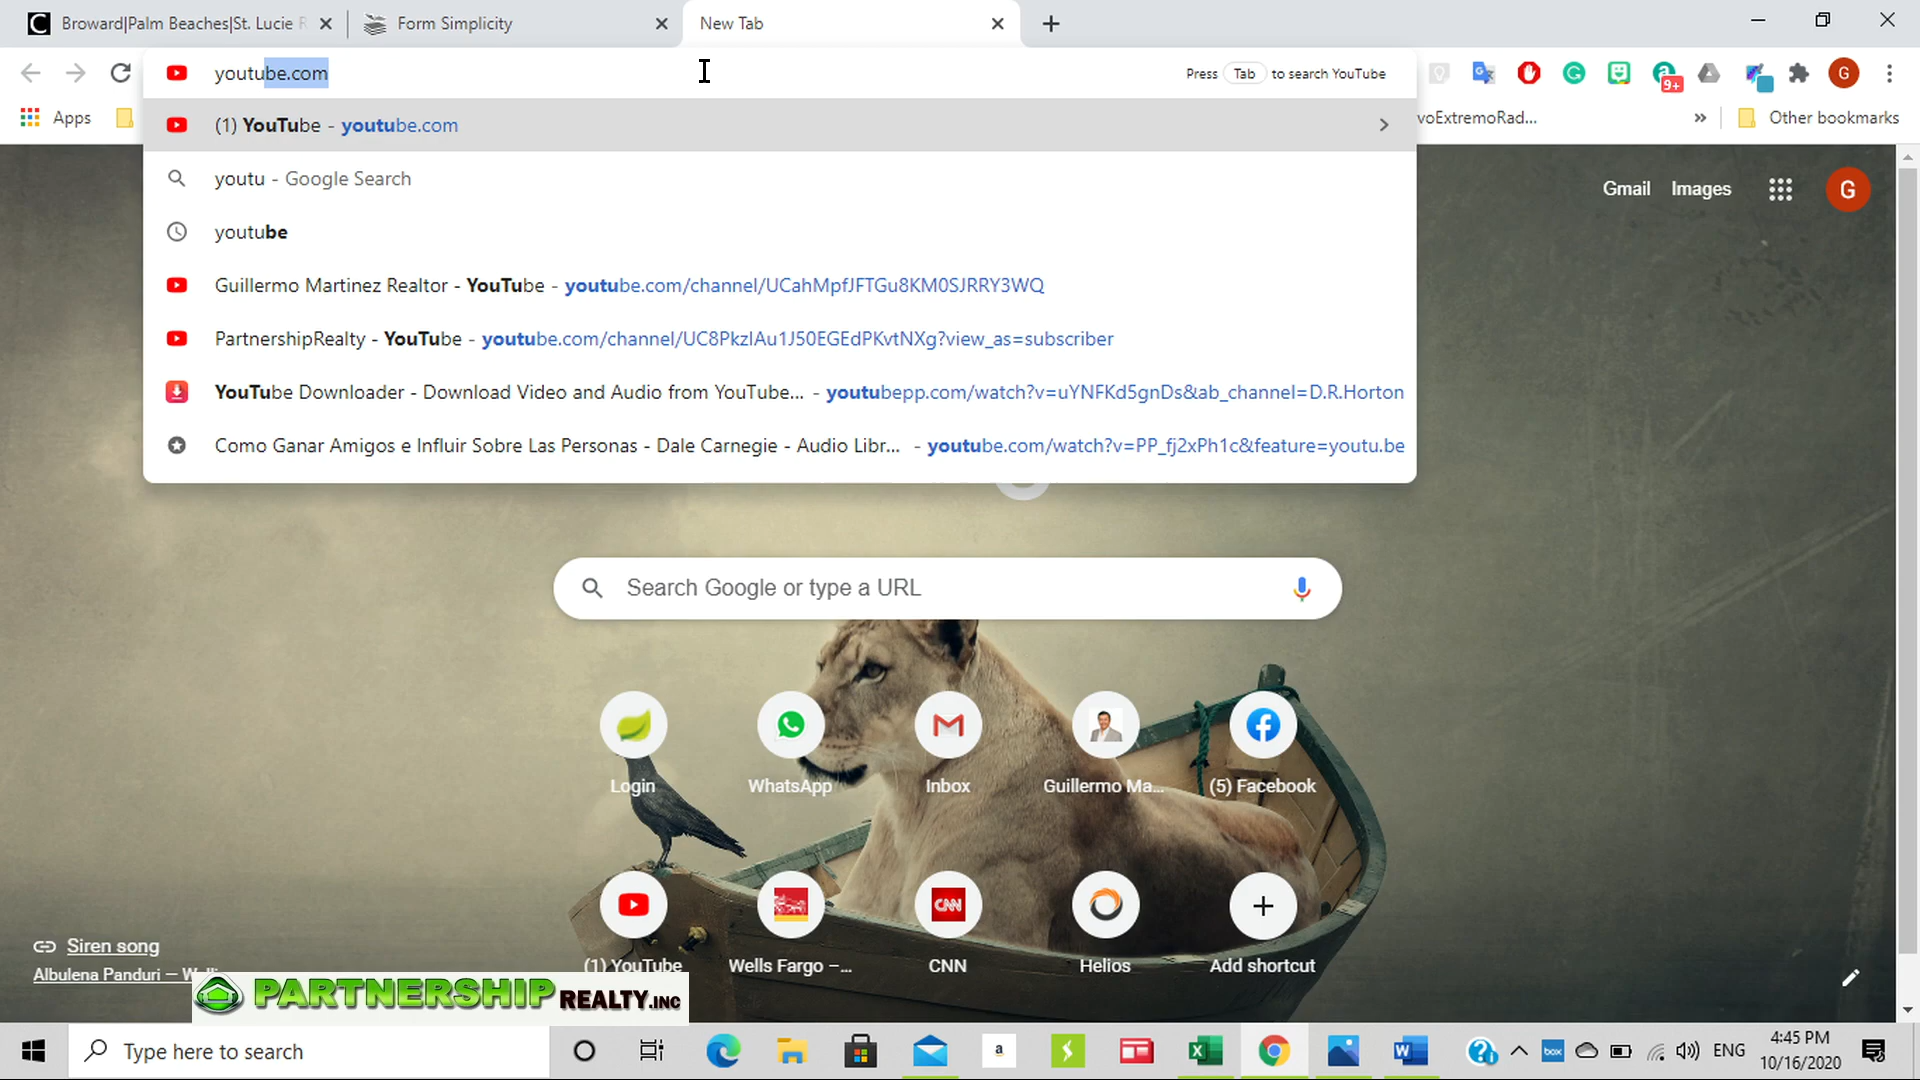 Broward|Palm Beaches|St. Lucie R
Form Simplicity
New Tab
youtube.com
Press Tab to search YouTube
Apps
voExtremoRad...
Other bookmarks
(1) YouTube - youtube.com
youtu - Google Search
youtube
Guillermo Martinez Realtor - YouTube - youtube.com/channel/UCahMpfJFTGu8KM0SJRRY3WQ
PartnershipRealty - YouTube - youtube.com/channel/UC8PkzIAu1J50EGEdPKvtNXg?view_as=subscriber
YouTube Downloader - Download Video and Audio from YouTube... - youtubepp.com/watch?v=uYNFKd5gnDs&ab_channel=D.R.Horton
Como Ganar Amigos e Influir Sobre Las Personas - Dale Carnegie - Audio Libr... - youtube.com/watch?v=PP_fj2xPh1c&feature=youtu.be
Gmail Images G
Search Google or type a URL
Login
WhatsApp
Inbox
Guillermo Ma...
(5) Facebook
(1) YouTube
Wells Fargo –...
CNN
Helios
Add shortcut
Siren song
Albulena Panduri —
PARTNERSHIP REALTY.INC
Type here to search
ENG
4:45 PM
10/16/2020